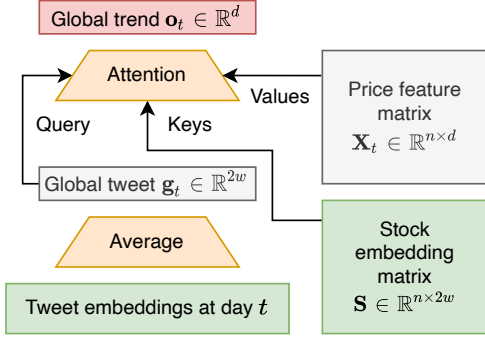 Global trend $\mathbf{o}_t \in \mathbb{R}^d$
Attention
Values
Query
Keys
Price feature
matrix
$\mathbf{X}_t \in \mathbb{R}^{n \times d}$
Global tweet $\mathbf{g}_t \in \mathbb{R}^{2w}$
Average
Stock
embedding
matrix
$\mathbf{S} \in \mathbb{R}^{n \times 2w}$
Tweet embeddings at day $t$